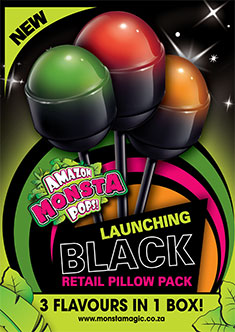 NEW
AMAZON
MONSTA
POPS!
LAUNCHING
BLACK
RETAIL PILLOW PACK
3 FLAVOURS IN 1 BOX!
www.monstamagic.co.za